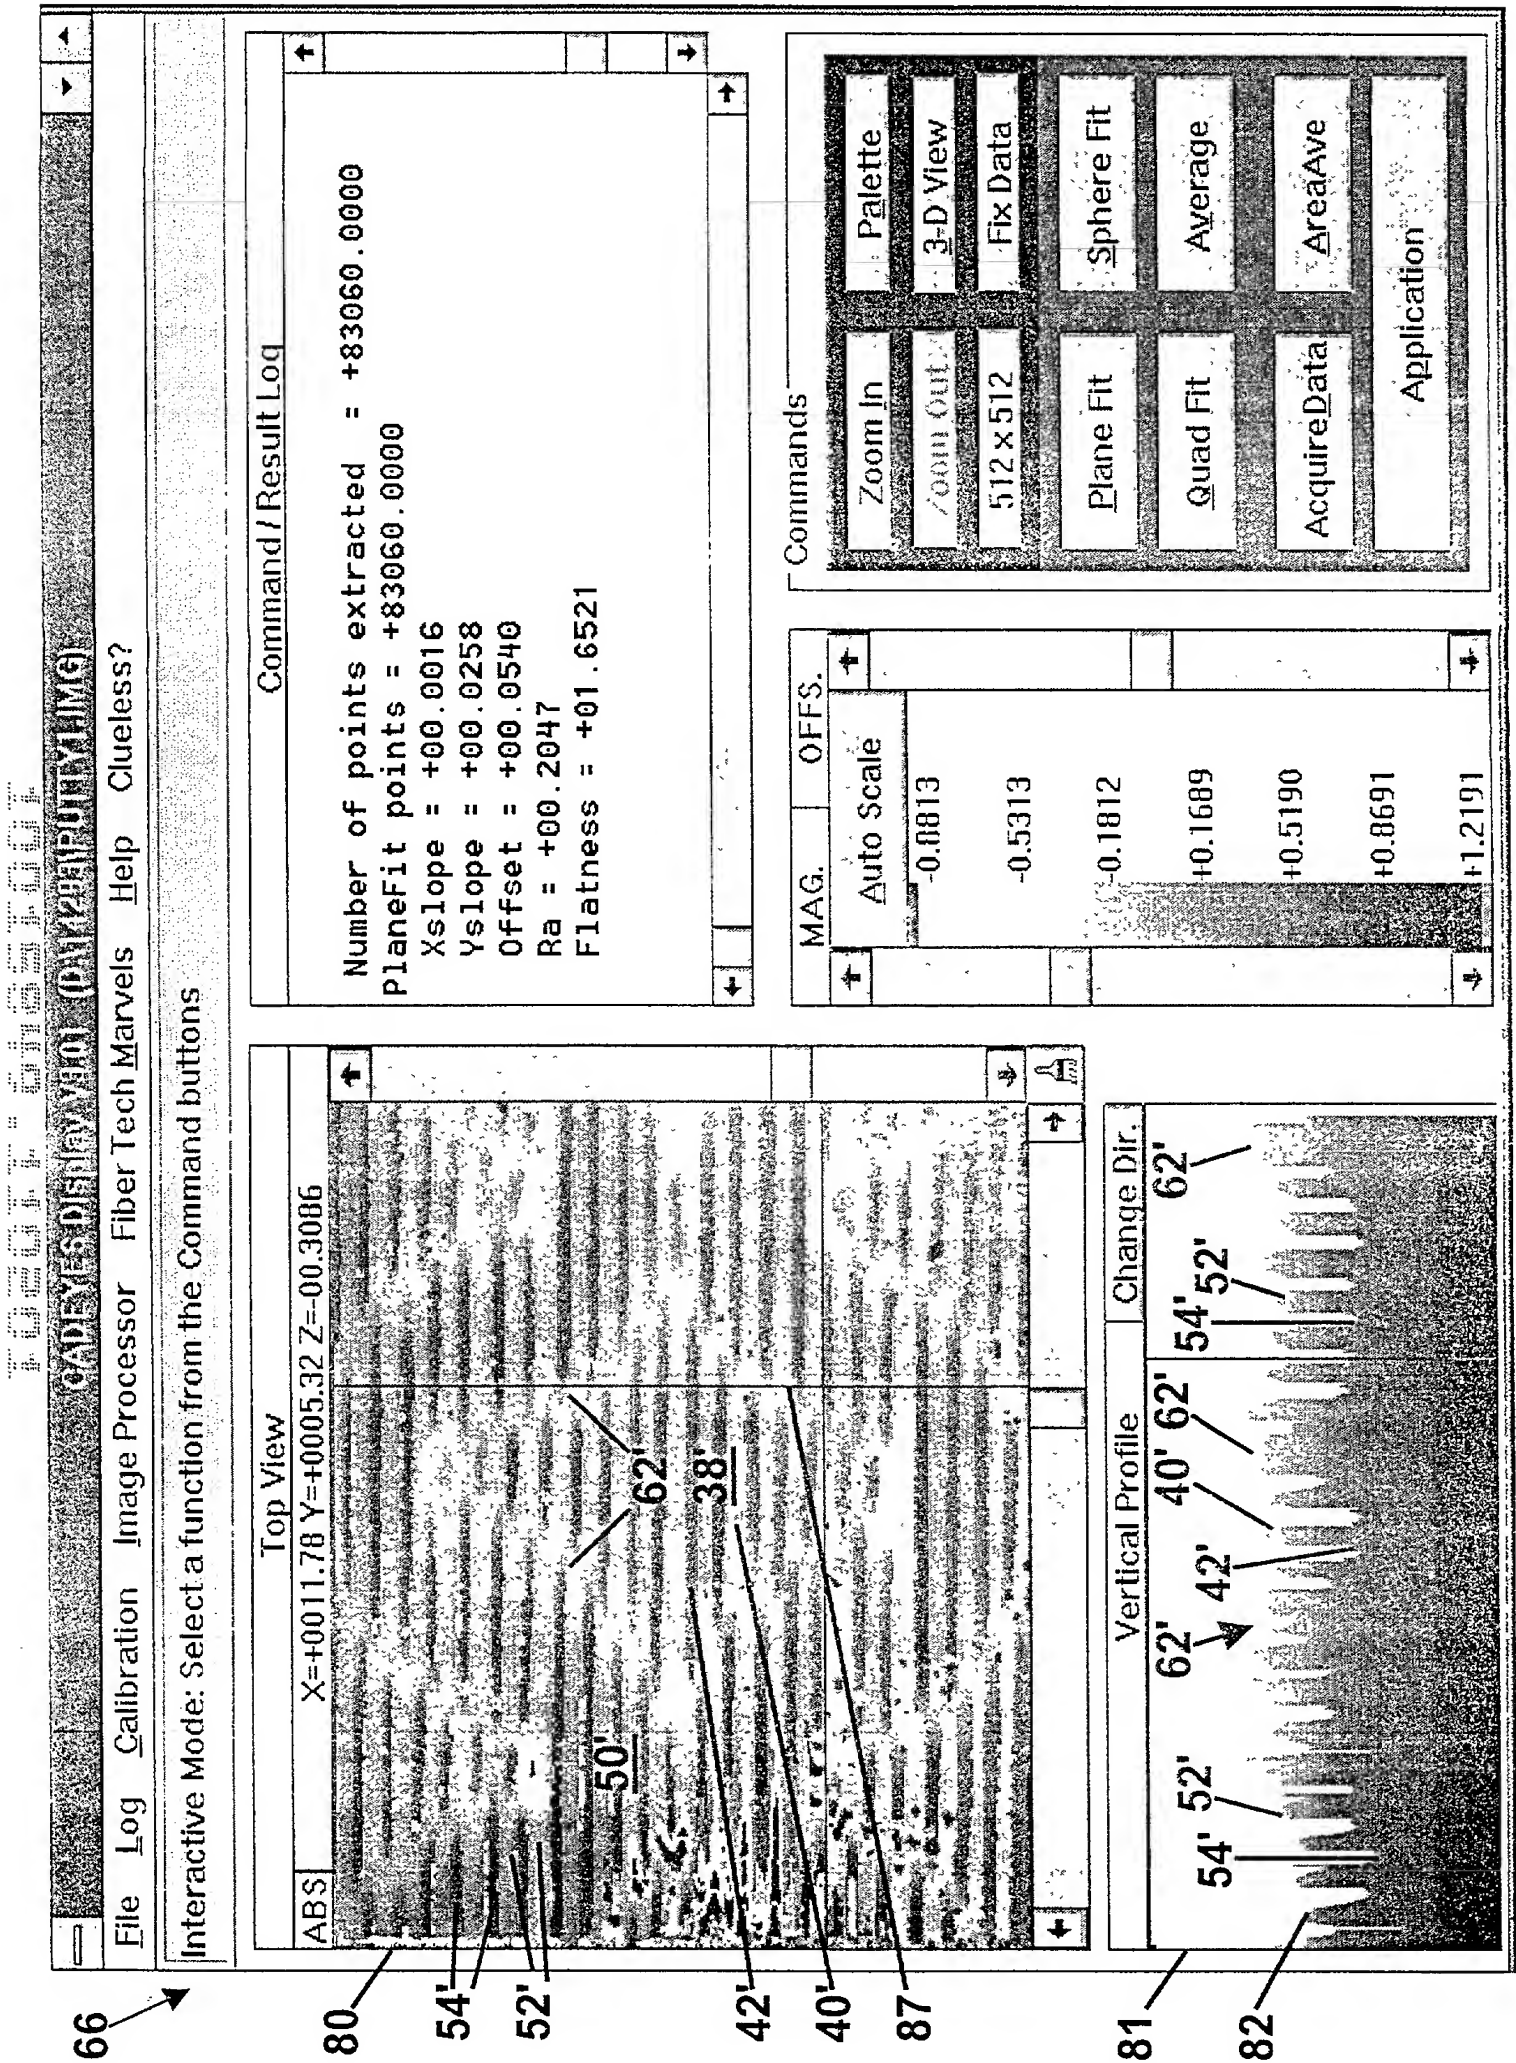 66
CADEYES DISPLAY V1.01
File Log Calibration Image Processor Fiber Tech Marvels Help Clueless?
Interactive Mode: Select a function from the Command buttons
Top View
ABS X=+0011.78 Y=+0005.32 Z=-00.3086
80
54'
52'
50'
62'
38'
42'
40'
87
Vertical Profile Change Dir.
81
82
54'
52'
62'
42'
40'
62'
54'
52'
62'
Command / Result Log
Number of points extracted = +83060.0000
PlaneFit points = +83060.0000
Xslope = +00.0016
Yslope = +00.0258
Offset = +00.0540
Ra = +00.2047
Flatness = +01.6521
MAG. OFFS.
Auto Scale
-0.8813
-0.5313
-0.1812
+0.1689
+0.5190
+0.8691
+1.2191
Commands
Zoom In Palette
Zoom Out 3-D View
512 x 512 Fix Data
Plane Fit Sphere Fit
Quad Fit Average
AcquireData AreaAve
Application